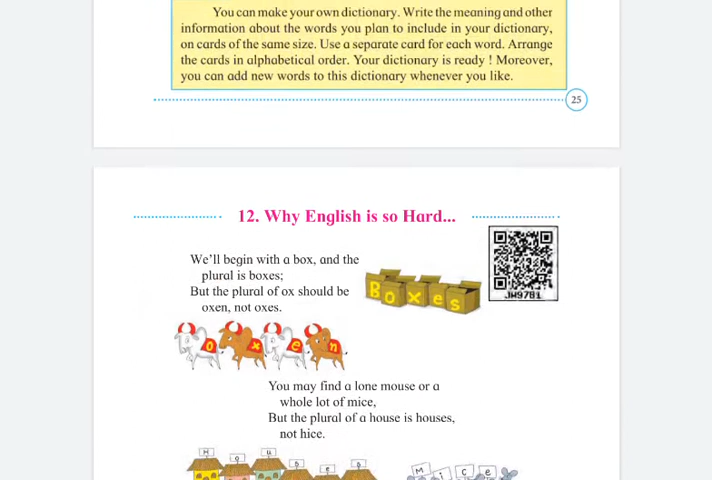 You can make your own dictionary. Write the meaning and other
information about the words you plan to include in your dictionary,
on cards of the same size. Use a separate card for each word. Arrange
the cards in alphabetical order. Your dictionary is ready ! Moreover,
you can add new words to this dictionary whenever you like.
25
12. Why English is so Hard...
We'll begin with a box, and the
plural is boxes;
But the plural of ox should be
oxen, not oxes.
Boxes
JW9781
oxen
You may find a lone mouse or a
whole lot of mice,
But the plural of a house is houses,
not hice.
H o u s e s
M i c e